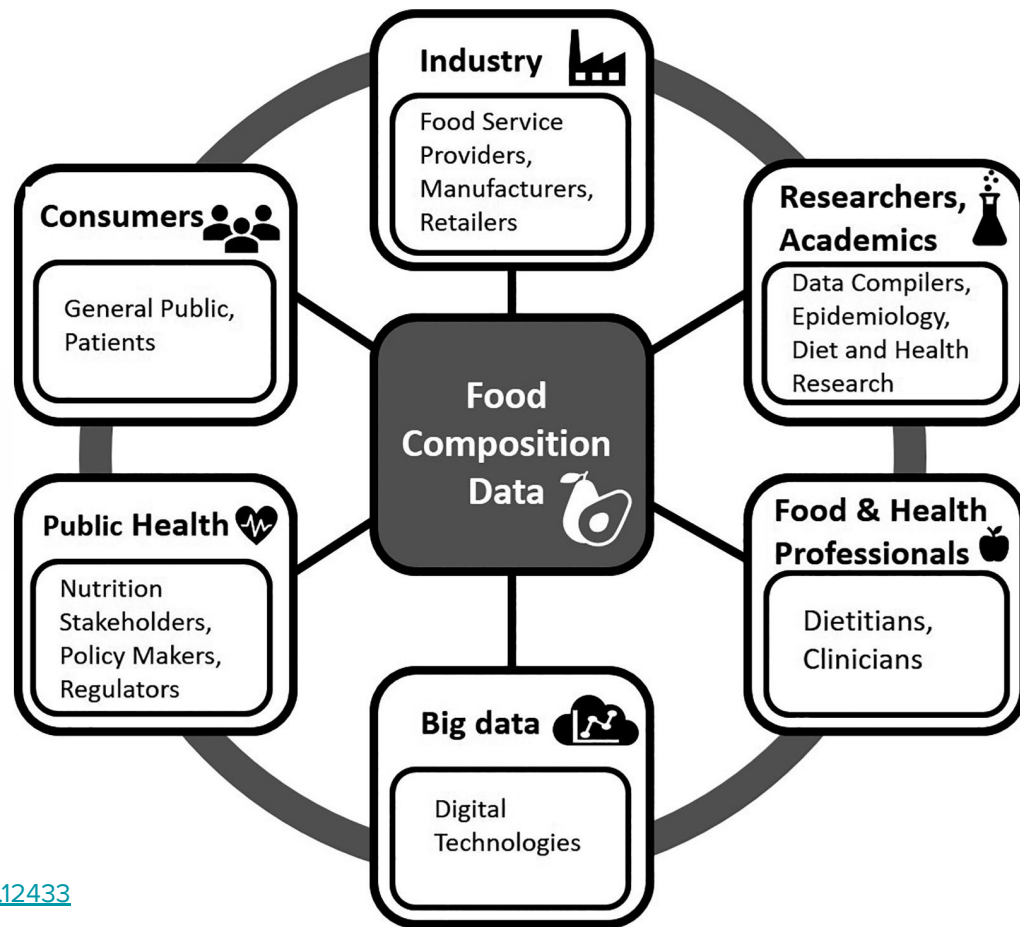 Industry
Food Service
Providers,
Manufacturers,
Retailers
Consumers
General Public,
Patients
Researchers,
Academics
Data Compilers,
Epidemiology,
Diet and Health
Research
Food
Composition
Data
Public Health
Nutrition
Stakeholders,
Policy Makers,
Regulators
Food & Health
Professionals
Dietitians,
Clinicians
Big data
Digital
Technologies
12433